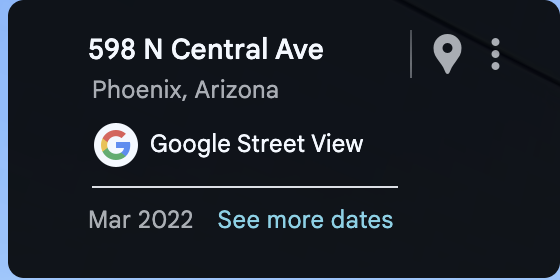 598 N Central Ave
Phoenix, Arizona
Google Street View
Mar 2022 See more dates